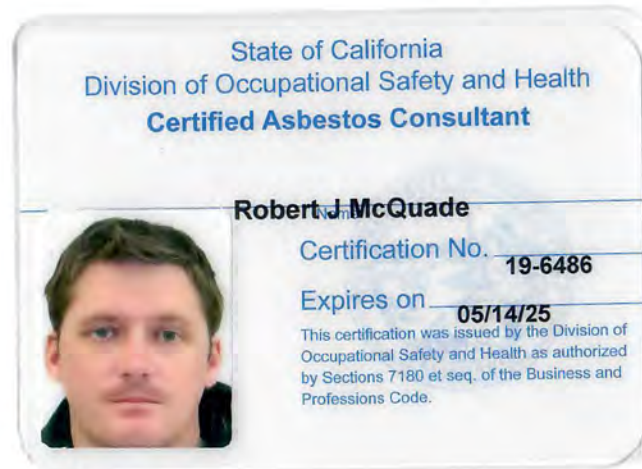 State of California
Division of Occupational Safety and Health
Certified Asbestos Consultant
Name
Robert J McQuade
Certification No. 19-6486
Expires on 05/14/25
This certification was issued by the Division of
Occupational Safety and Health as authorized
by Sections 7180 et seq. of the Business and
Professions Code.